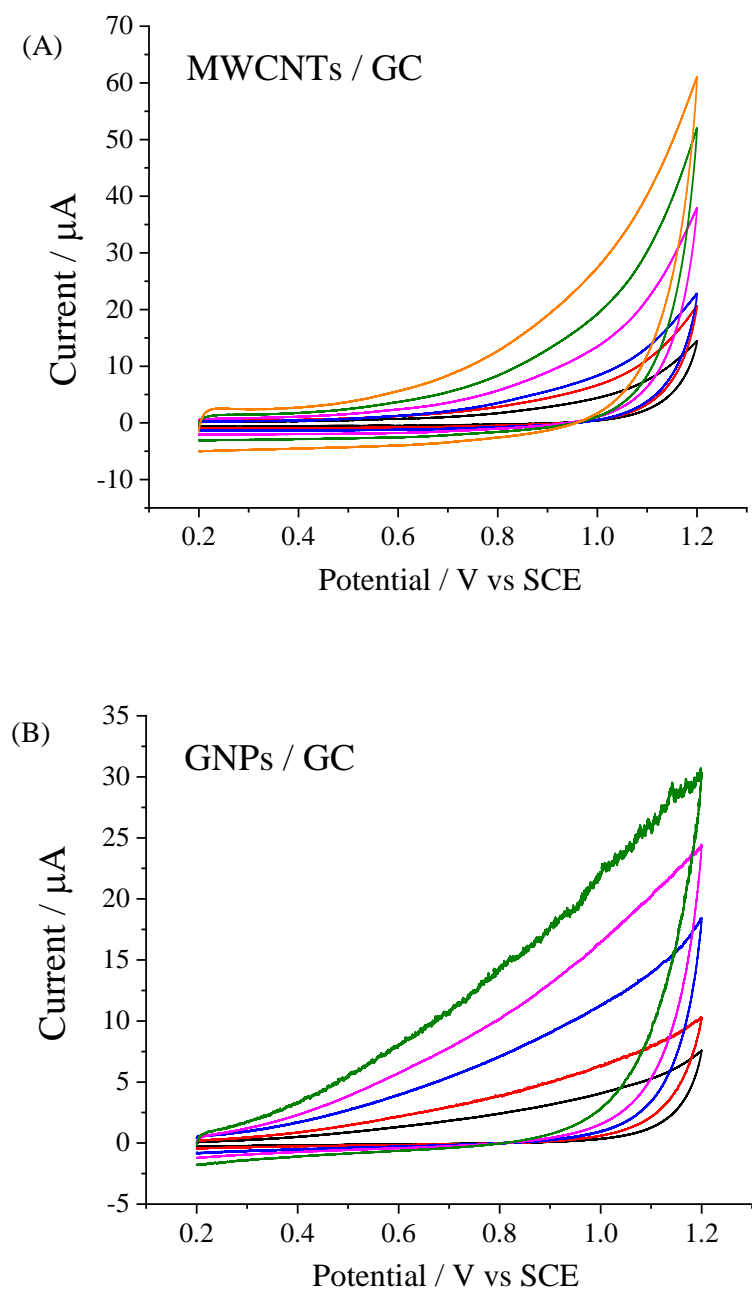 (A)
MWCNTs / GC
70
60
50
40
30
20
10
0
-10
Current / μA
0.2 0.4 0.6 0.8 1.0 1.2
Potential / V vs SCE
(B)
GNPs / GC
35
30
25
20
15
10
5
0
-5
Current / μA
0.2 0.4 0.6 0.8 1.0 1.2
Potential / V vs SCE